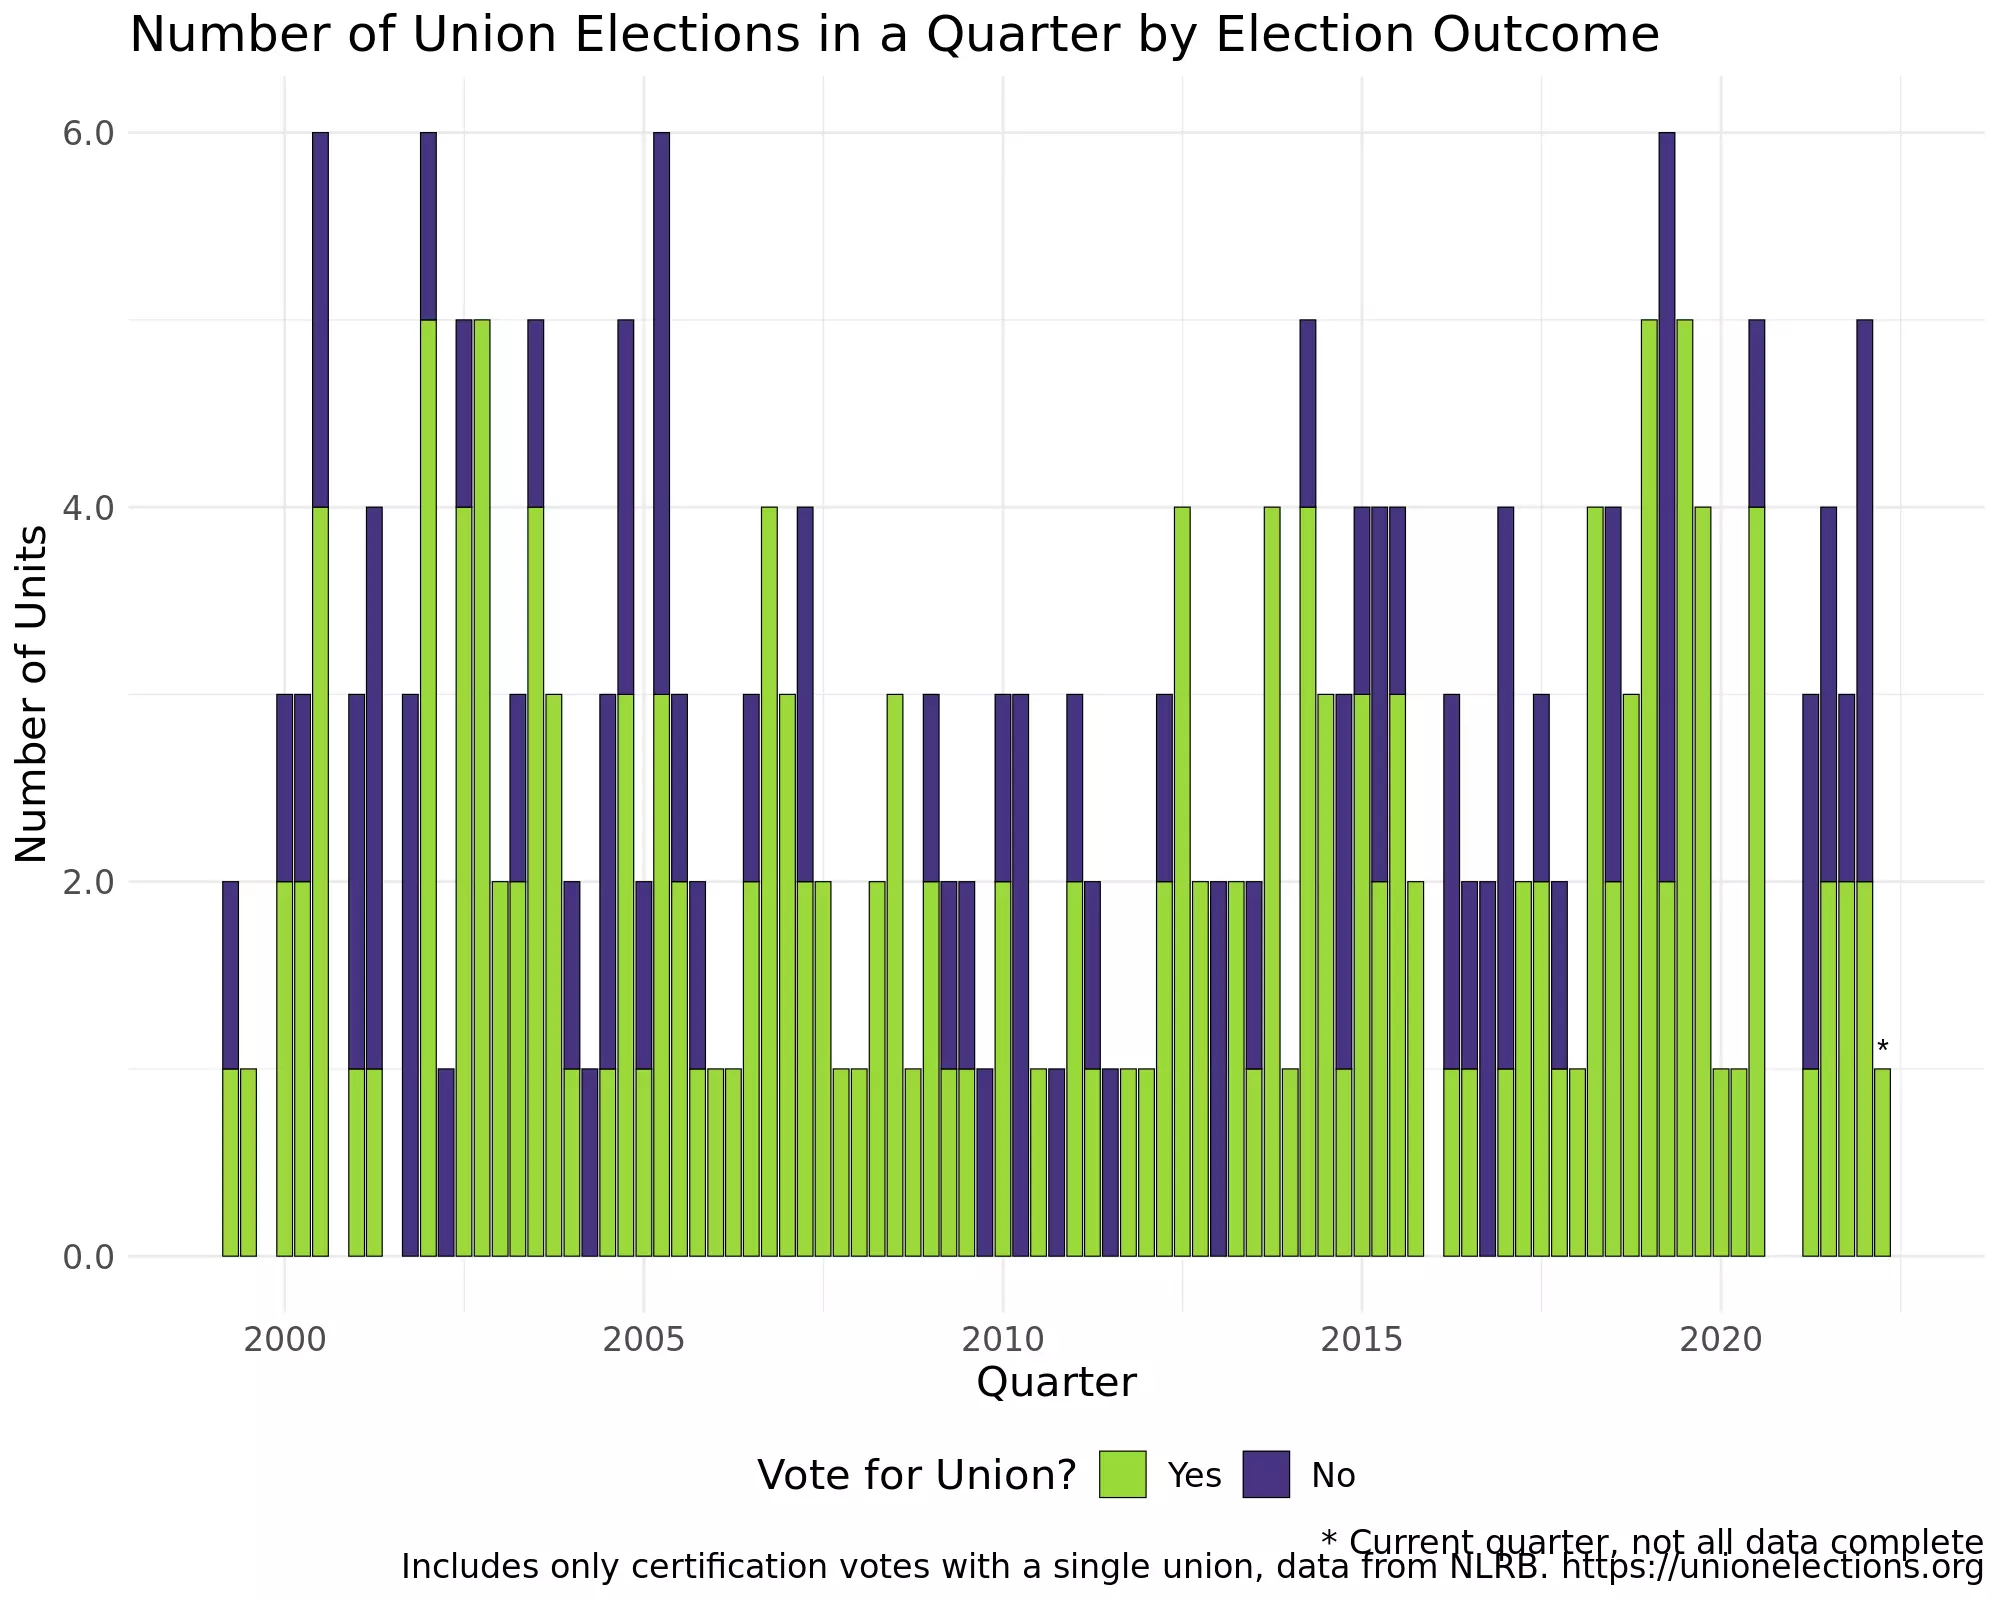 Number of Union Elections in a Quarter by Election Outcome
Number of Units
6.0
4.0
2.0
0.0
*
2000 2005 2010 2015 2020
Quarter
Vote for Union? Yes No
* Current quarter, not all data complete
Includes only certification votes with a single union, data from NLRB. https://unionelections.org